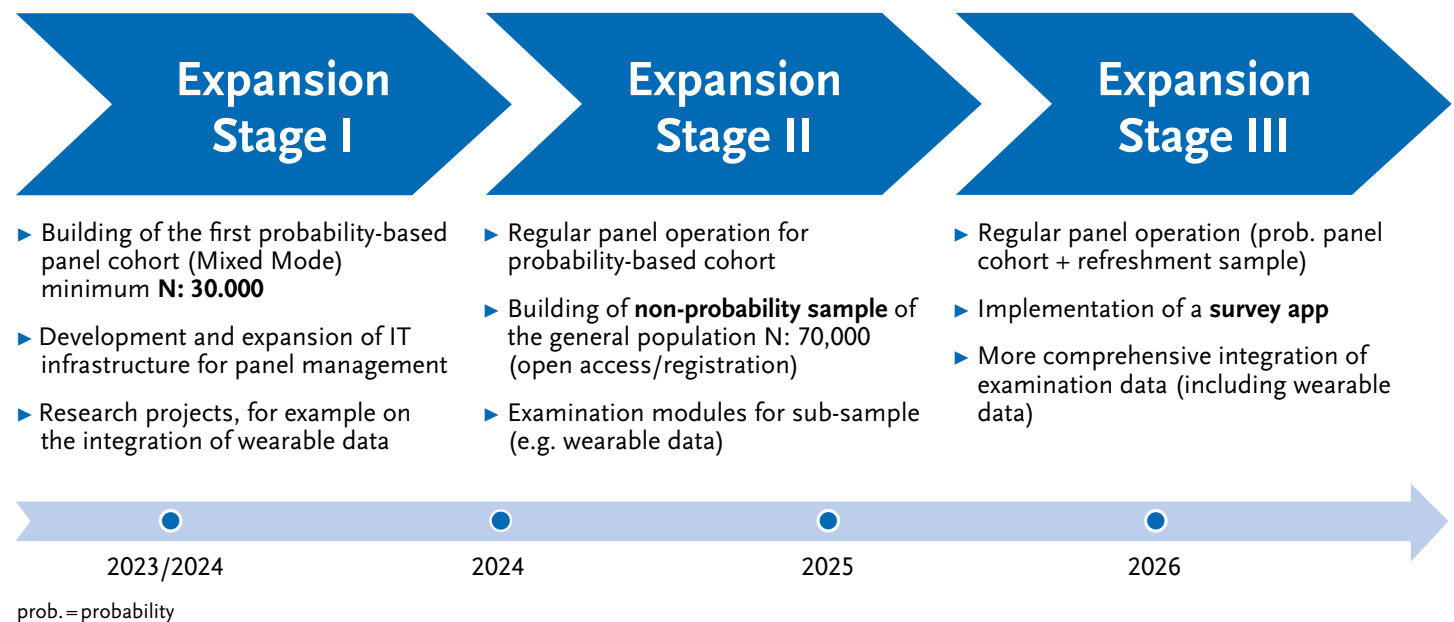 Expansion
Stage I
Expansion
Stage II
Expansion
Stage III
► Building of the first probability-based
panel cohort (Mixed Mode)
minimum N: 30.000
► Development and expansion of IT
infrastructure for panel management
► Research projects, for example on
the integration of wearable data
► Regular panel operation for
probability-based cohort
► Building of non-probability sample of
the general population N: 70,000
(open access/registration)
► Examination modules for sub-sample
(e.g. wearable data)
► Regular panel operation (prob. panel
cohort + refreshment sample)
► Implementation of a survey app
► More comprehensive integration of
examination data (including wearable
data)
2023/2024
2024
2025
2026
prob. = probability